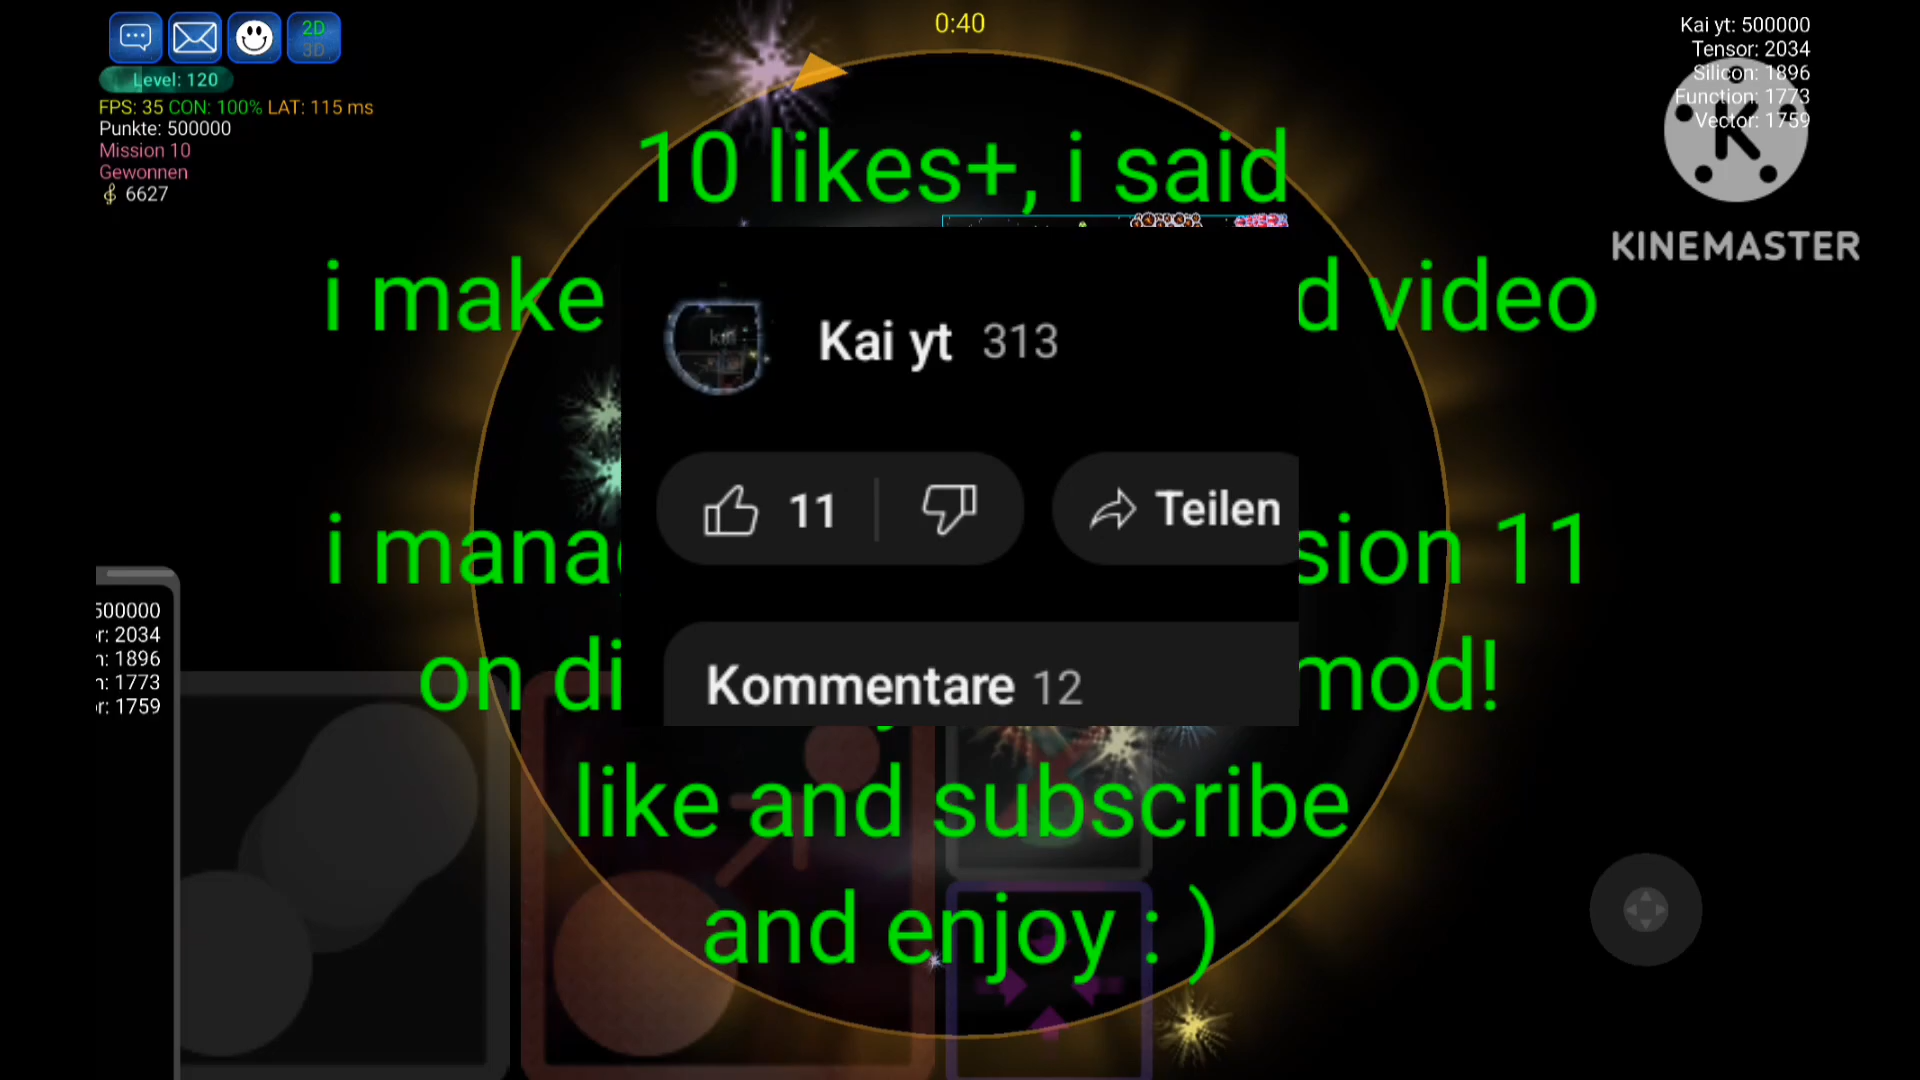 0:40
2D
3D
Level: 120
FPS: 35 CON: 100% LAT: 115 ms
Punkte: 500000
Mission 10
Gewonnen
6627
Kai yt: 500000
Tensor: 2034
Silicon: 1896
Function: 1773
Vector: 1759
K
KINEMASTER
10 likes+, i said
i make d video
Kai yt 313
11 Teilen
i mana sion 11
on di mod!
Kommentare 12
500000
r: 2034
n: 1896
n: 1773
or: 1759
like and subscribe
and enjoy : )